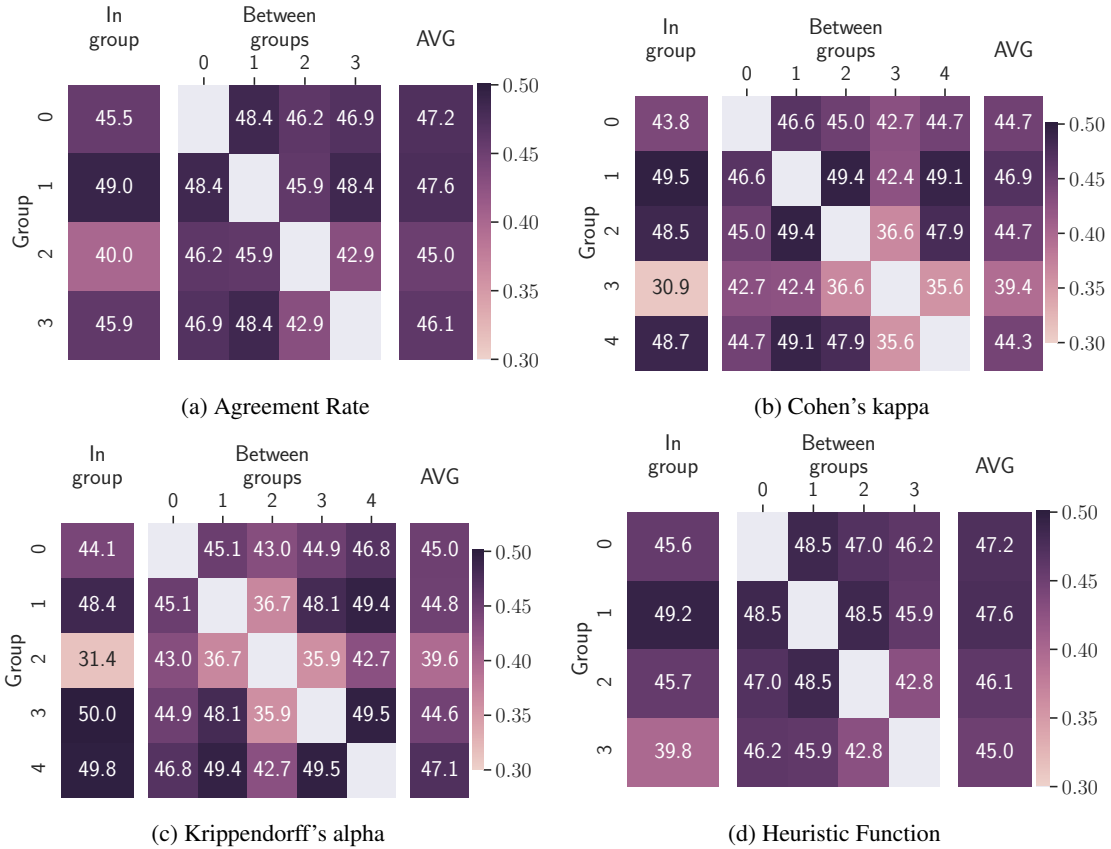 In
group
Between
groups
AVG
0 1 2 3
Group
0 45.5 48.4 46.2 46.9 47.2
1 49.0 48.4 45.9 48.4 47.6
2 40.0 46.2 45.9 42.9 45.0
3 45.9 46.9 48.4 42.9 46.1
0.50
0.45
0.40
0.35
0.30
(a) Agreement Rate
In
group
Between
groups
AVG
0 1 2 3 4
Group
0 43.8 46.6 45.0 42.7 44.7 44.7
1 49.5 46.6 49.4 42.4 49.1 46.9
2 48.5 45.0 49.4 36.6 47.9 44.7
3 30.9 42.7 42.4 36.6 35.6 39.4
4 48.7 44.7 49.1 47.9 35.6 44.3
0.50
0.45
0.40
0.35
0.30
(b) Cohen's kappa
In
group
Between
groups
AVG
0 1 2 3 4
Group
0 44.1 45.1 43.0 44.9 46.8 45.0
1 48.4 45.1 36.7 48.1 49.4 44.8
2 31.4 43.0 36.7 35.9 42.7 39.6
3 50.0 44.9 48.1 35.9 49.5 44.6
4 49.8 46.8 49.4 42.7 49.5 47.1
0.50
0.45
0.40
0.35
0.30
(c) Krippendorff's alpha
In
group
Between
groups
AVG
0 1 2 3
Group
0 45.6 48.5 47.0 46.2 47.2
1 49.2 48.5 48.5 45.9 47.6
2 45.7 47.0 48.5 42.8 46.1
3 39.8 46.2 45.9 42.8 45.0
0.50
0.45
0.40
0.35
0.30
(d) Heuristic Function